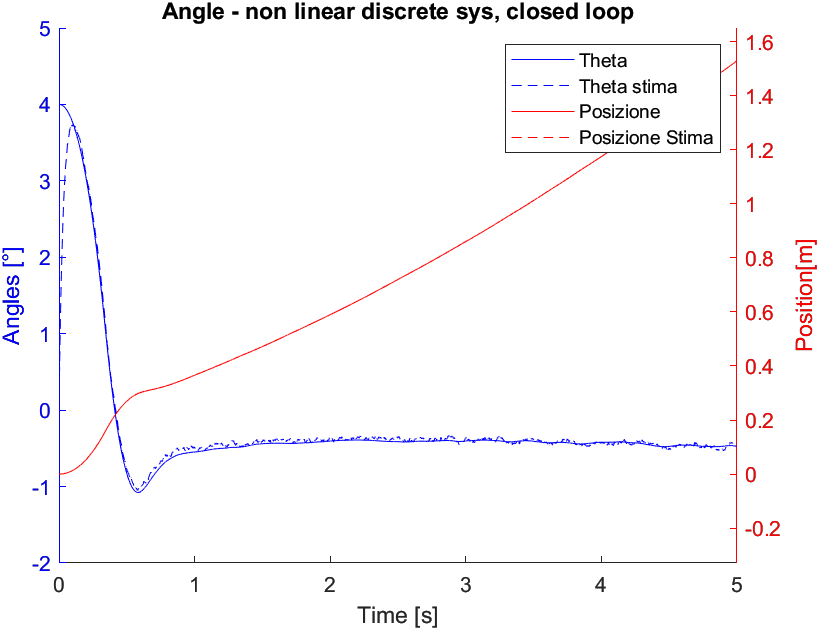 Angle - non linear discrete sys, closed loop
5
4
3
2
1
0
-1
-2
Angles [°]
Theta
Theta stima
Posizione
Posizione Stima
1.6
1.4
1.2
1
0.8
0.6
0.4
0.2
0
-0.2
Position[m]
0 1 2 3 4 5
Time [s]